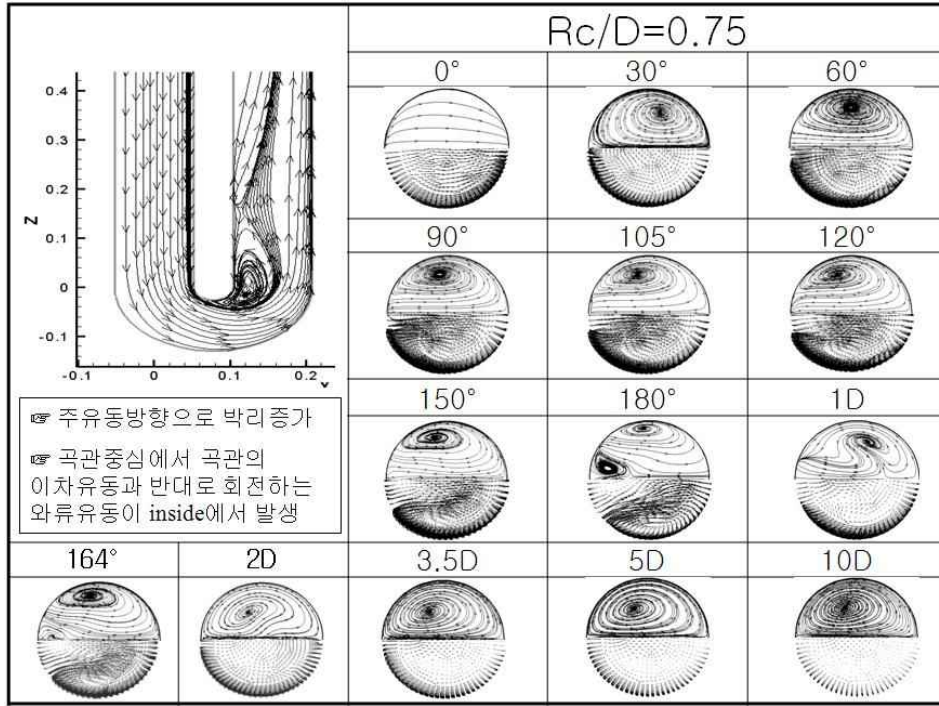 Rc/D=0.75
0° 30° 60°
0.4
0.3
0.2
Z
0.1
0
-0.1
-0.1 0 0.1 0.2
90° 105° 120°
150° 180° 1D
☞ 주유동방향으로 박리증가
☞ 곡관중심에서 곡관의
이차유동과 반대로 회전하는
와류유동이 inside에서 발생
164° 2D 3.5D 5D 10D